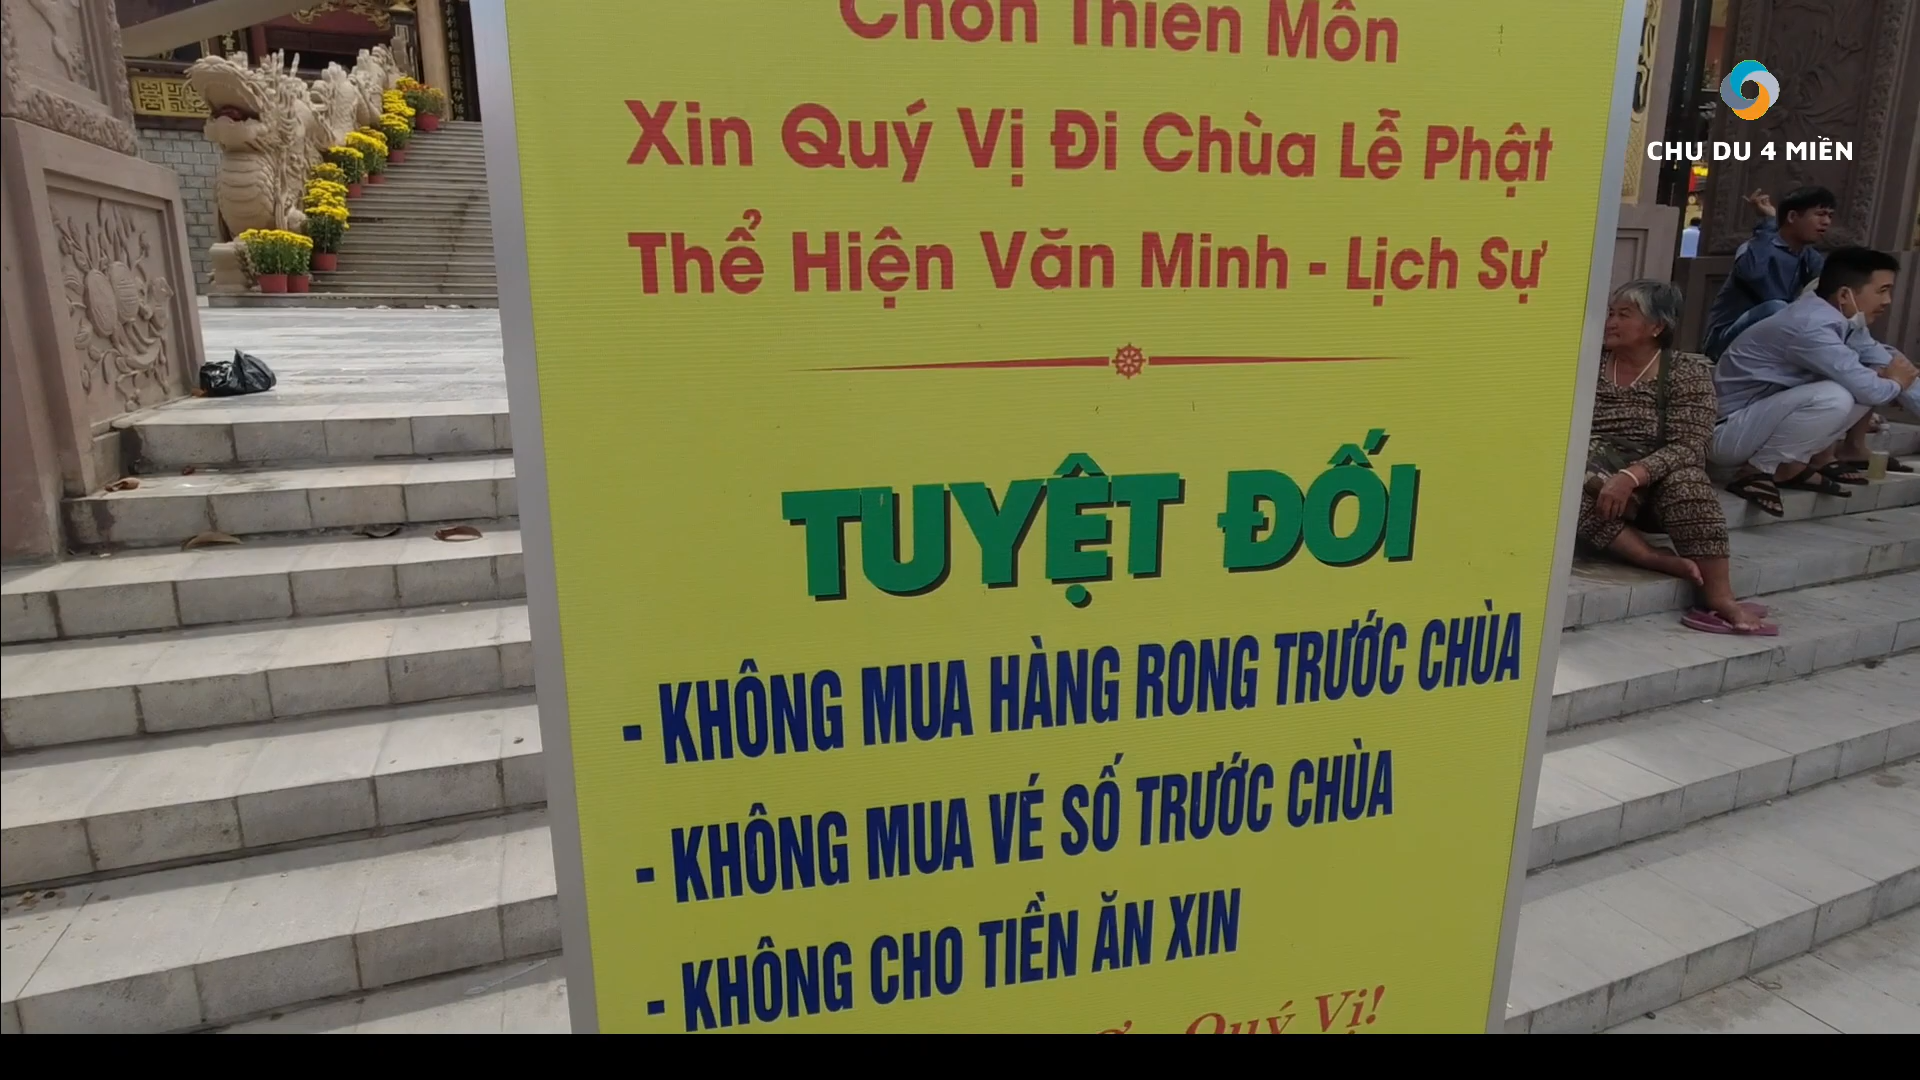 Chốn Thiền Môn
Xin Quý Vị Đi Chùa Lễ Phật
Thể Hiện Văn Minh - Lịch Sự
TUYỆT ĐỐI
- KHÔNG MUA HÀNG RONG TRƯỚC CHÙA
- KHÔNG MUA VÉ SỐ TRƯỚC CHÙA
- KHÔNG CHO TIỀN ĂN XIN
Quý Vị!
CHU DU 4 MIỀN